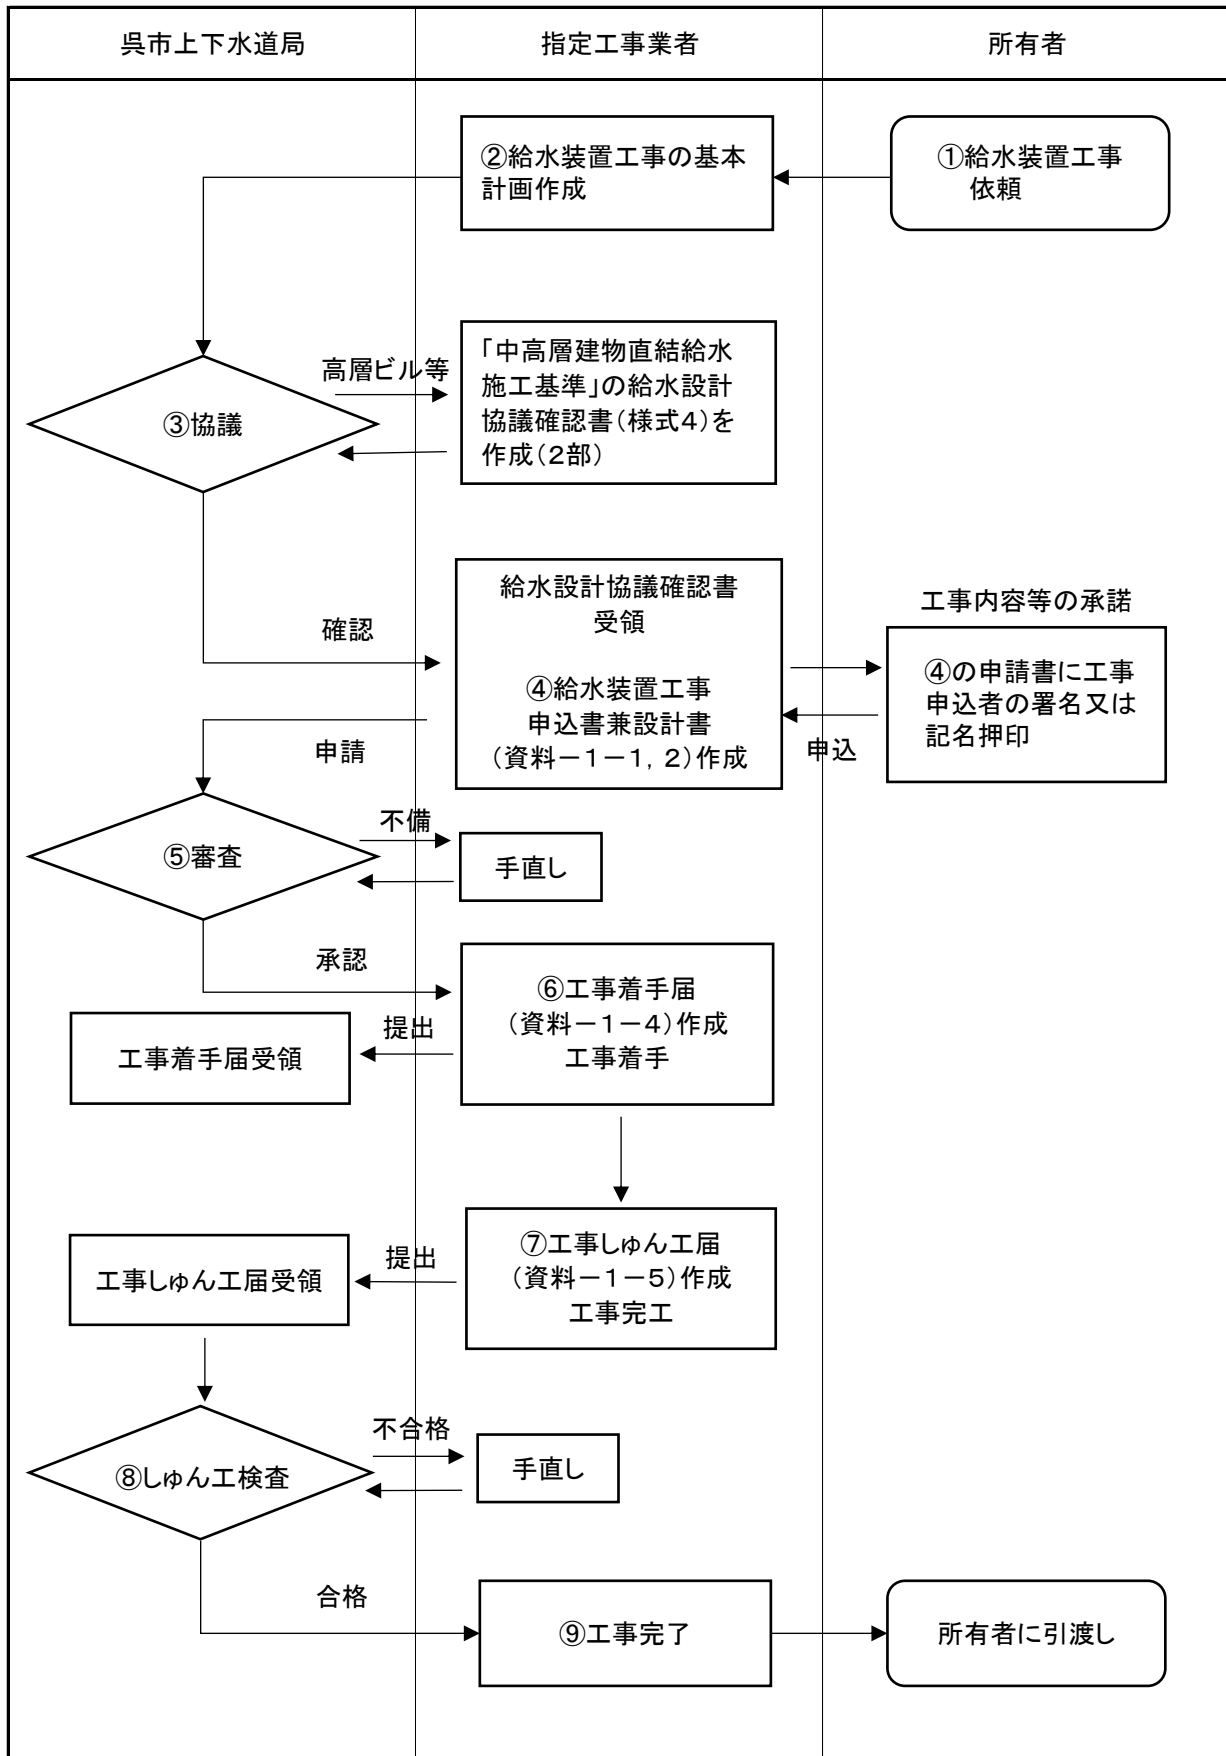 呉市上下水道局
指定工事業者
所有者
①給水装置工事
依頼
②給水装置工事の基本
計画作成
③協議
高層ビル等
「中高層建物直結給水
施工基準」の給水設計
協議確認書(様式4)を
作成(2部)
確認
給水設計協議確認書
受領
④給水装置工事
申込書兼設計書
(資料-1-1, 2)作成
工事内容等の承諾
④の申請書に工事
申込者の署名又は
記名押印
申込
申請
⑤審査
不備
手直し
承認
⑥工事着手届
(資料-1-4)作成
工事着手
提出
工事着手届受領
⑦工事しゅん工届
(資料-1-5)作成
工事完工
提出
工事しゅん工届受領
⑧しゅん工検査
不合格
手直し
合格
⑨工事完了
所有者に引渡し